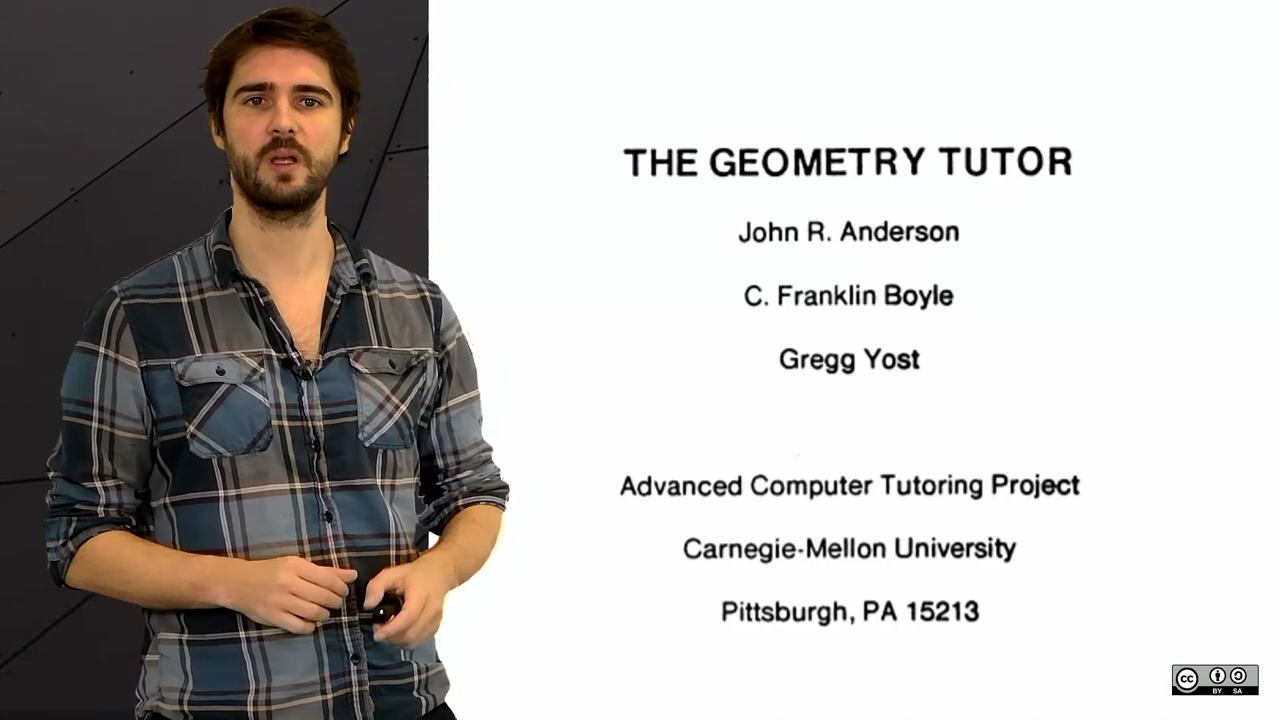 THE GEOMETRY TUTOR
John R. Anderson
C. Franklin Boyle
Gregg Yost
Advanced Computer Tutoring Project
Carnegie-Mellon University
Pittsburgh, PA 15213
cc
BY SA